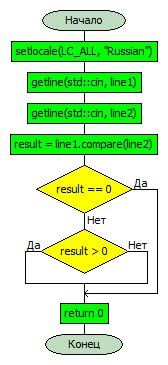 Начало
setlocale(LC_ALL, "Russian")
getline(std::cin, line1)
getline(std::cin, line2)
result = line1.compare(line2)
result == 0
Да
Нет
Да
result > 0
Нет
return 0
Конец